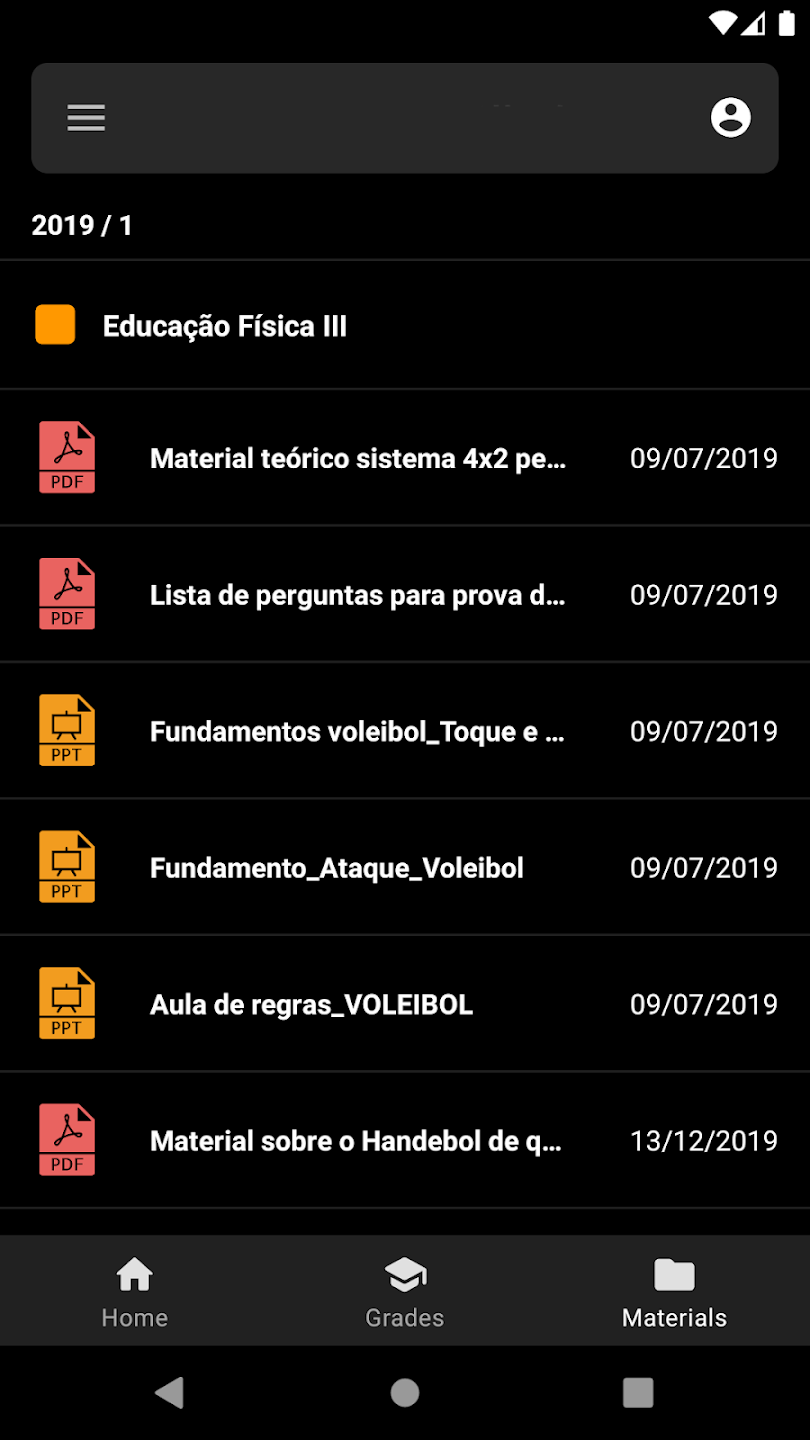 2019 / 1
Educação Física III
PDF
Material teórico sistema 4x2 pe...
09/07/2019
PDF
Lista de perguntas para prova d...
09/07/2019
PPT
Fundamentos voleibol_Toque e ...
09/07/2019
PPT
Fundamento_Ataque_Voleibol
09/07/2019
PPT
Aula de regras_VOLEIBOL
09/07/2019
PDF
Material sobre o Handebol de q...
13/12/2019
Home
Grades
Materials